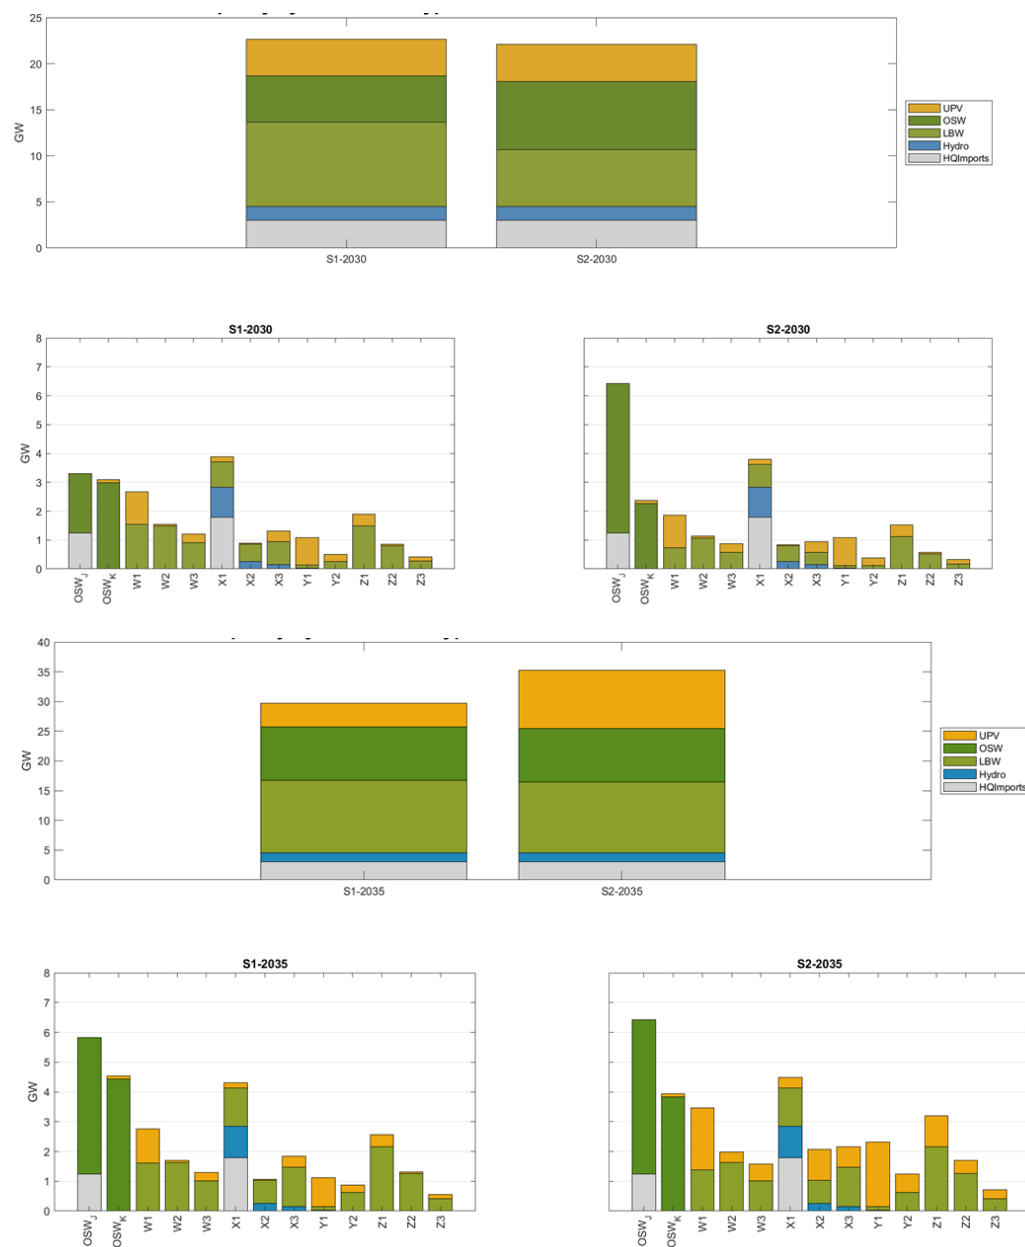 25
20
15
10
5
0
GW
S1-2030
S2-2030
UPV
OSW
LBW
Hydro
HQImports
S1-2030
8
7
6
5
4
3
2
1
0
GW
OSW_J
OSW_K
W1
W2
W3
X1
X2
X3
Y1
Y2
Z1
Z2
Z3
S2-2030
OSW_J
OSW_K
W1
W2
W3
X1
X2
X3
Y1
Y2
Z1
Z2
Z3
40
35
30
25
20
15
10
5
0
GW
S1-2035
S2-2035
UPV
OSW
LBW
Hydro
HQImports
S1-2035
8
7
6
5
4
3
2
1
0
GW
OSW_J
OSW_K
W1
W2
W3
X1
X2
X3
Y1
Y2
Z1
Z2
Z3
S2-2035
OSW_J
OSW_K
W1
W2
W3
X1
X2
X3
Y1
Y2
Z1
Z2
Z3